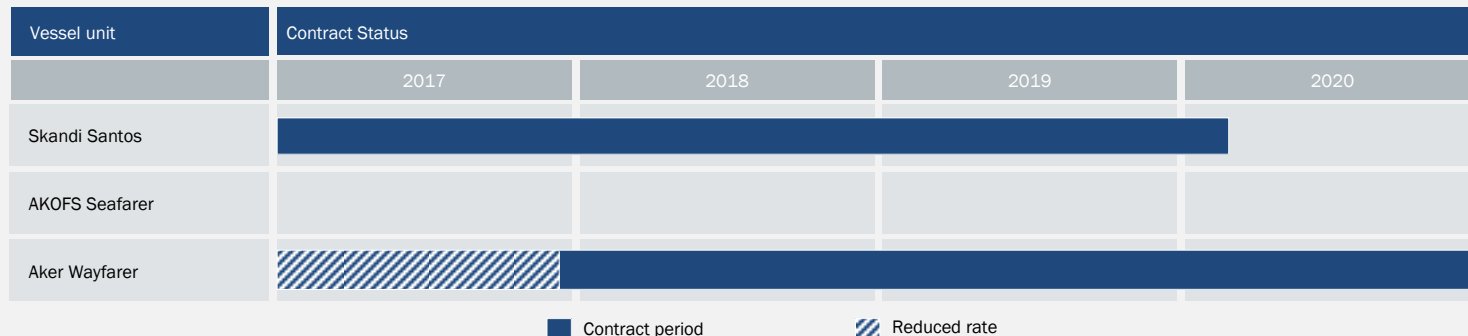 Vessel unit Contract Status
2017 2018 2019 2020
Skandi Santos
AKOFS Seafarer
Aker Wayfarer
Contract period Reduced rate